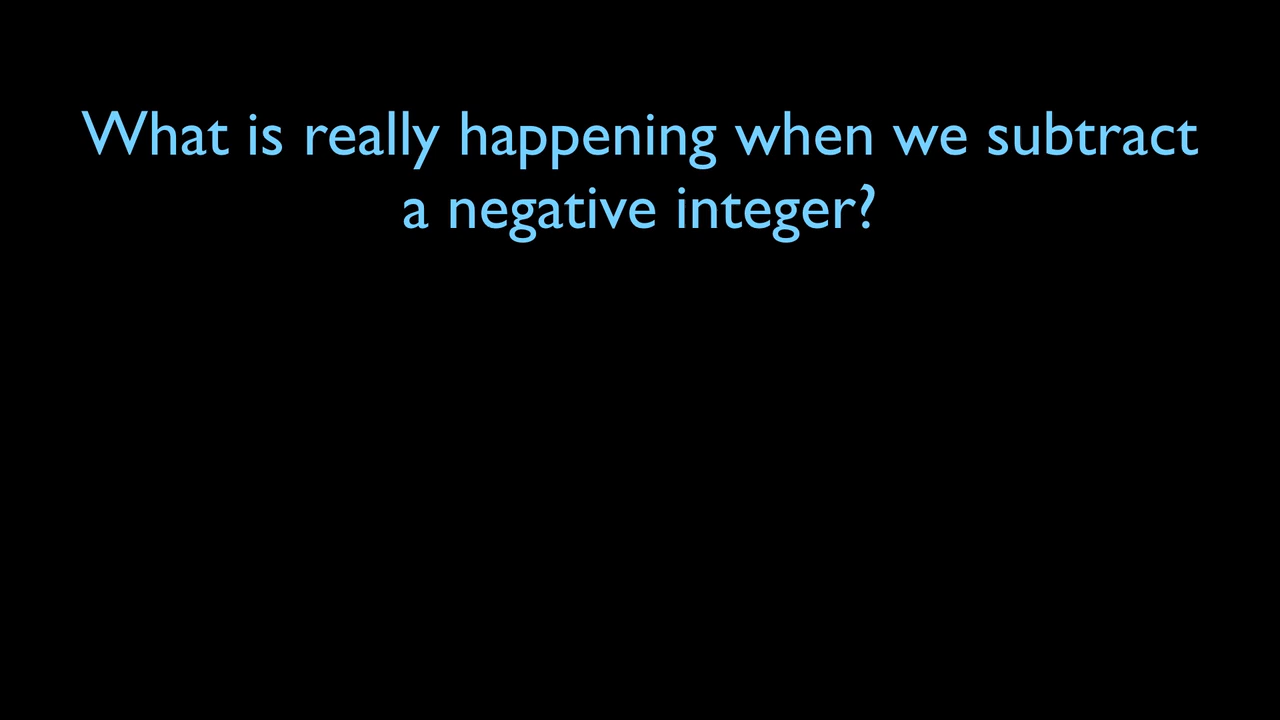 What is really happening when we subtract
a negative integer?